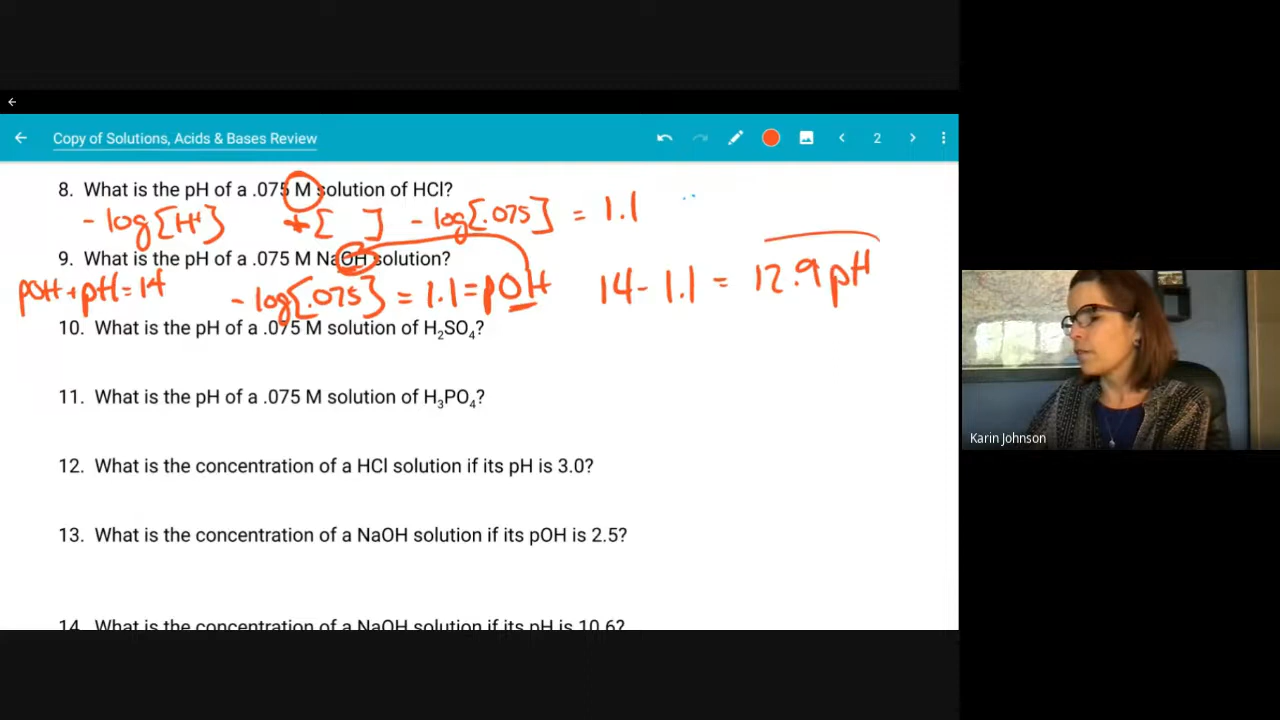 Copy of Solutions, Acids & Bases Review
2
8. What is the pH of a .075 M solution of HCl?
- log [H⁺] + [ ] - log [.075] = 1.1
9. What is the pH of a .075 M NaOH solution?
pOH + pH = 14 - log [.075] = 1.1 = pOH 14 - 1.1 = 12.9 pH
10. What is the pH of a .075 M solution of H₂SO₄?
11. What is the pH of a .075 M solution of H₃PO₄?
Karin Johnson
12. What is the concentration of a HCl solution if its pH is 3.0?
13. What is the concentration of a NaOH solution if its pOH is 2.5?
14. What is the concentration of a NaOH solution if its pH is 10.6?